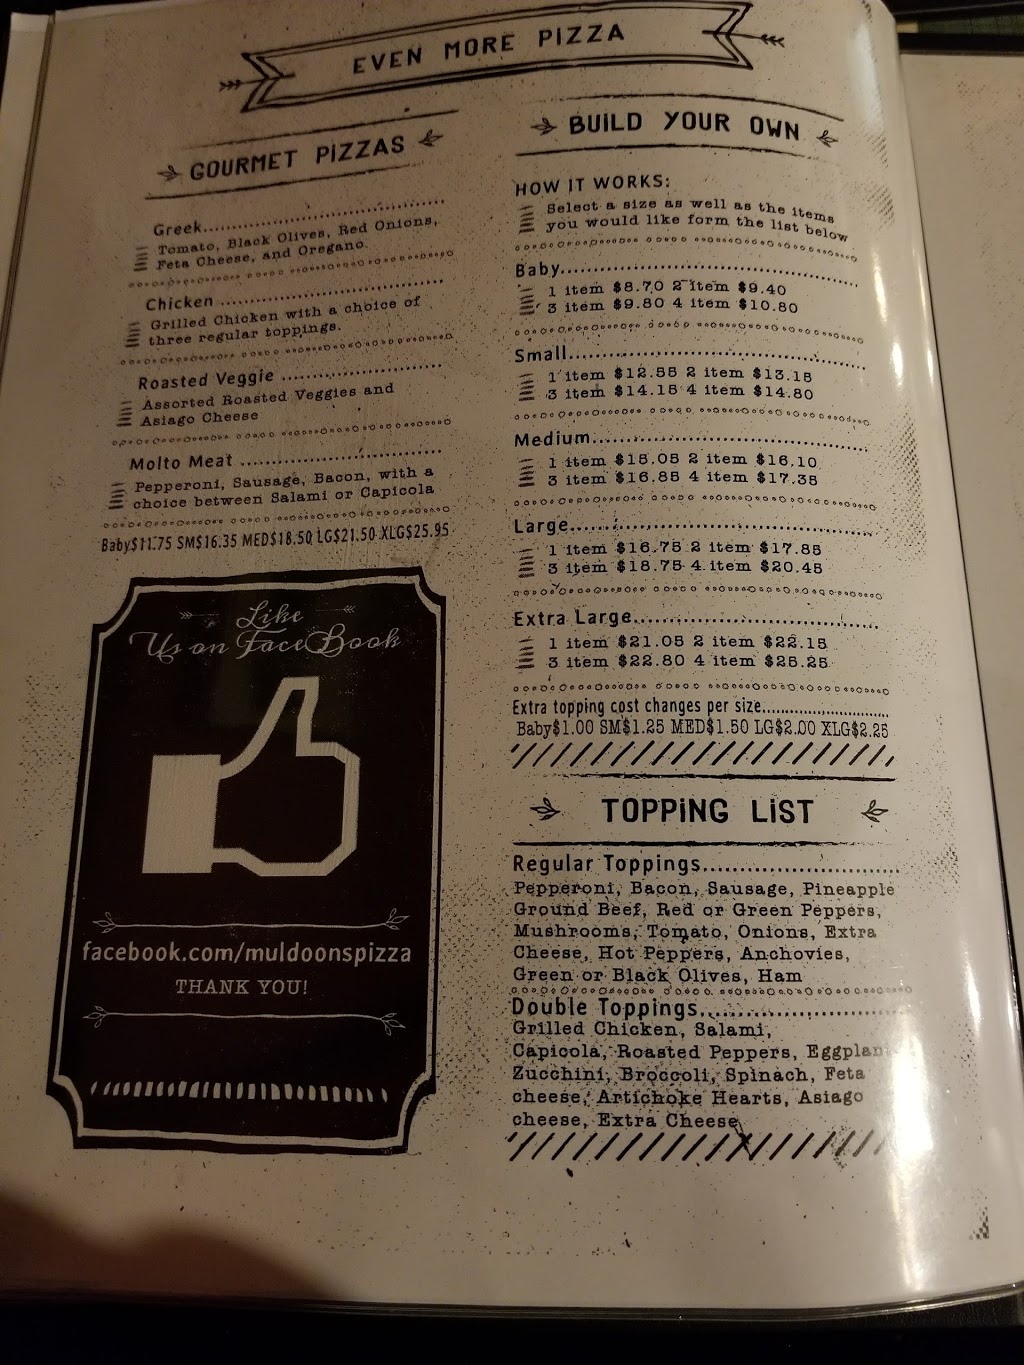 EVEN MORE PIZZA
GOURMET PIZZAS
Greek
Tomato, Black Olives, Red Onions,
Feta Cheese, and Oregano.
Chicken
Grilled Chicken with a choice of
three regular toppings.
Roasted Veggie
Assorted Roasted Veggies and
Asiago Cheese
Molto Meat
Pepperoni, Sausage, Bacon, with a
choice between Salami or Capicola
Baby$11.75 SM$16.35 MED$18.50 LG$21.50 XLG$25.95
Like
Us on FaceBook
facebook.com/muldoonspizza
THANK YOU!
BUILD YOUR OWN
HOW IT WORKS:
Select a size as well as the items
you would like form the list below
Baby
1 item $8.70 2 item $9.40
3 item $9.80 4 item $10.80
Small
1 item $12.55 2 item $13.15
3 item $14.15 4 item $14.80
Medium
1 item $15.05 2 item $16.10
3 item $16.85 4 item $17.35
Large
1 item $16.75 2 item $17.85
3 item $18.75 4 item $20.45
Extra Large
1 item $21.05 2 item $22.15
3 item $22.80 4 item $25.25
Extra topping cost changes per size
Baby$1.00 SM$1.25 MED$1.50 LG$2.00 XLG$2.25
TOPPING LIST
Regular Toppings
Pepperoni, Bacon, Sausage, Pineapple
Ground Beef, Red or Green Peppers,
Mushrooms, Tomato, Onions, Extra
Cheese, Hot Peppers, Anchovies,
Green or Black Olives, Ham
Double Toppings
Grilled Chicken, Salami,
Capicola, Roasted Peppers, Eggplan
Zucchini, Broccoli, Spinach, Feta
cheese, Artichoke Hearts, Asiago
cheese, Extra Cheese